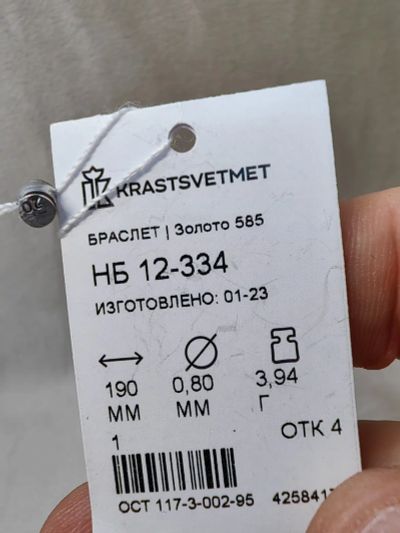 KRASTSVETMET
БРАСЛЕТ | Золото 585
НБ 12-334
ИЗГОТОВЛЕНО: 01-23
190 0,80 3,94
ММ ММ Г
1 ОТК 4
ОСТ 117-3-002-95 425841